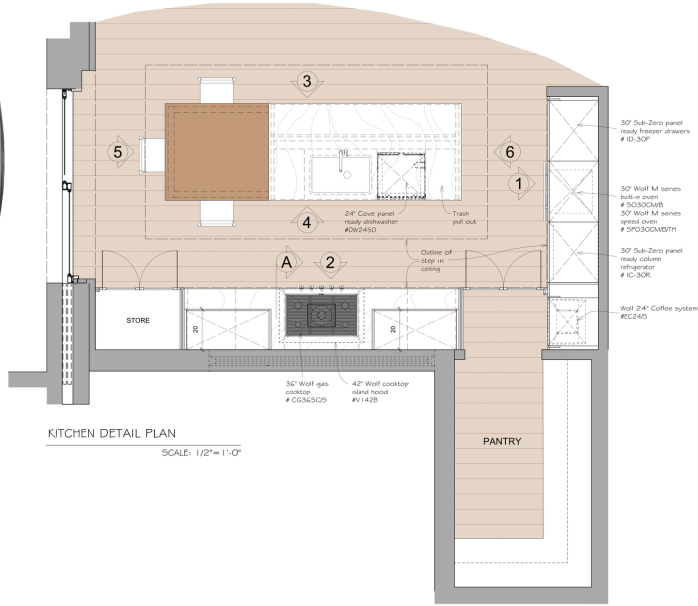 3
30" Sub-Zero panel
ready freezer drawers
# ID-30F
5
6
1
30" Wolf M series
built-in oven
# SO30CM/B
30" Wolf M series
speed oven
# SPO30CM/B/TH
24" Cove panel
ready dishwasher
#DW2450
Trash
pull out
4
Outline of
step in
ceiling
30" Sub-Zero panel
ready column
refrigerator
# IC-30R
A
2
STORE
20
20
Wolf 24" Coffee system
#EC24/S
36" Wolf gas
cooktop
# CG365C/S
42" Wolf cooktop
island hood
#VI42B
KITCHEN DETAIL PLAN
SCALE: 1/2"= 1'-0"
PANTRY